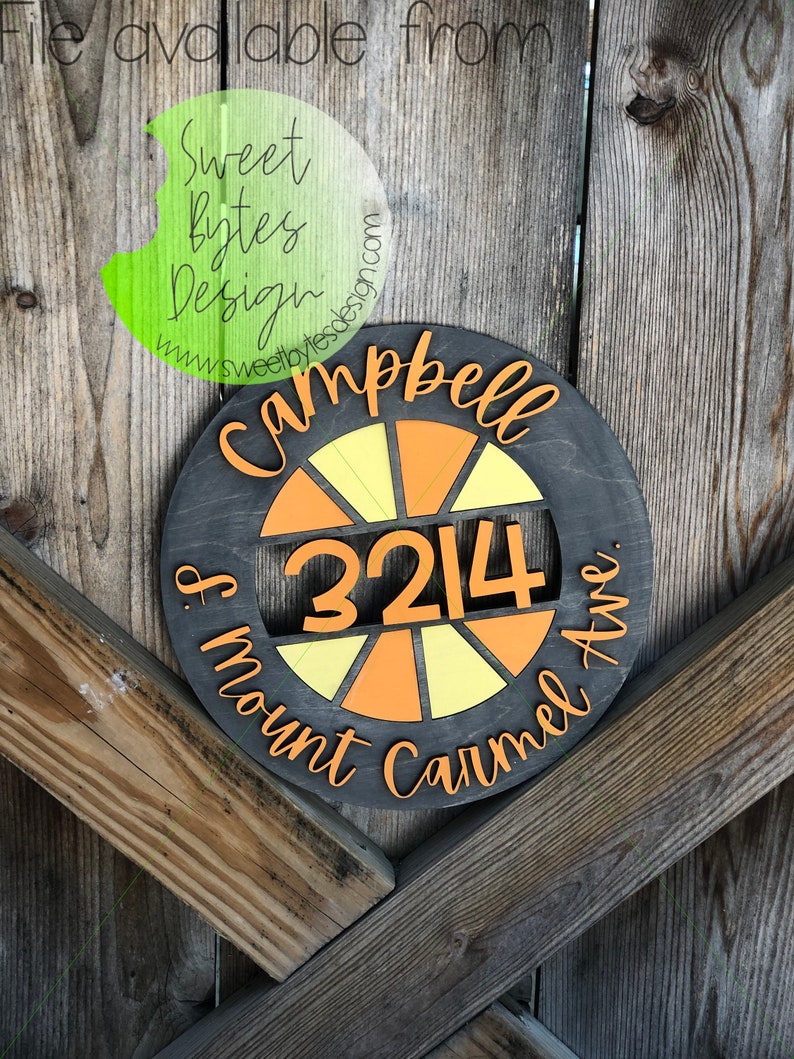 File available from
Sweet
Bytes
Design
www.sweetbytesdesign.com
Campbell
3214
S. Mount Carmel Ave.